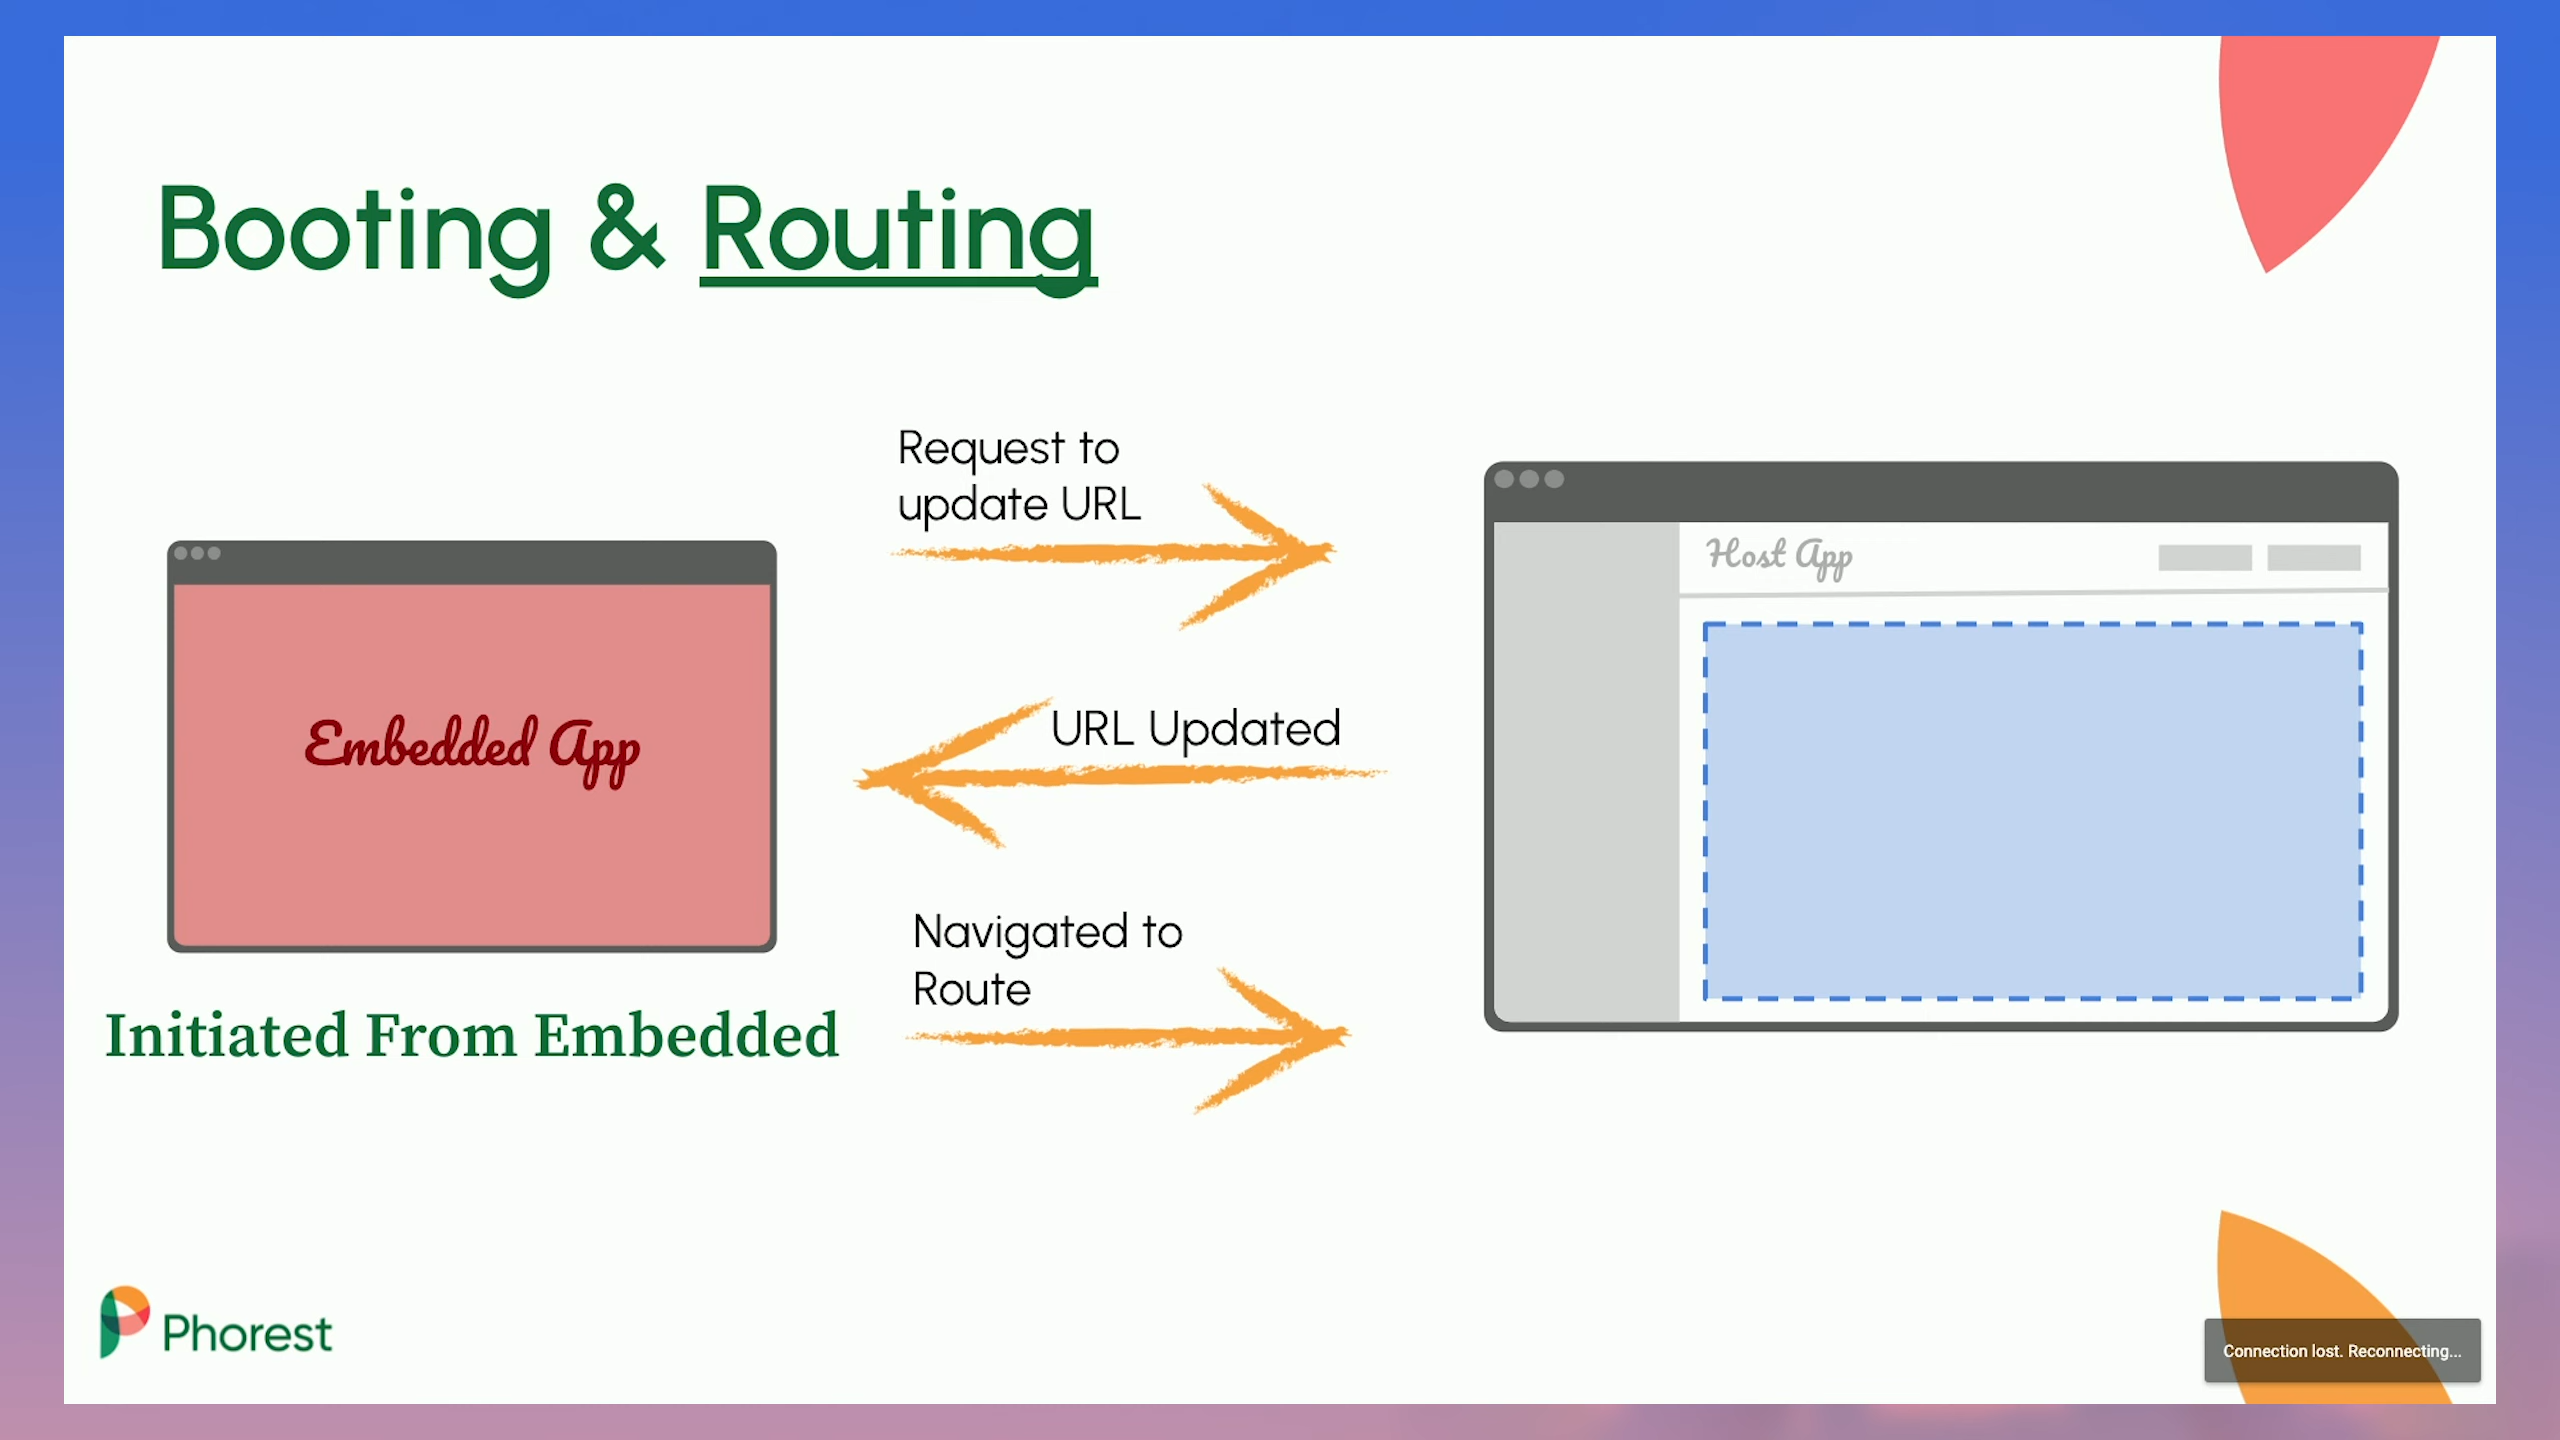 Booting & Routing
Request to
update URL
Host App
Embedded App
URL Updated
Navigated to
Route
Initiated From Embedded
Phorest
Connection lost. Reconnecting...